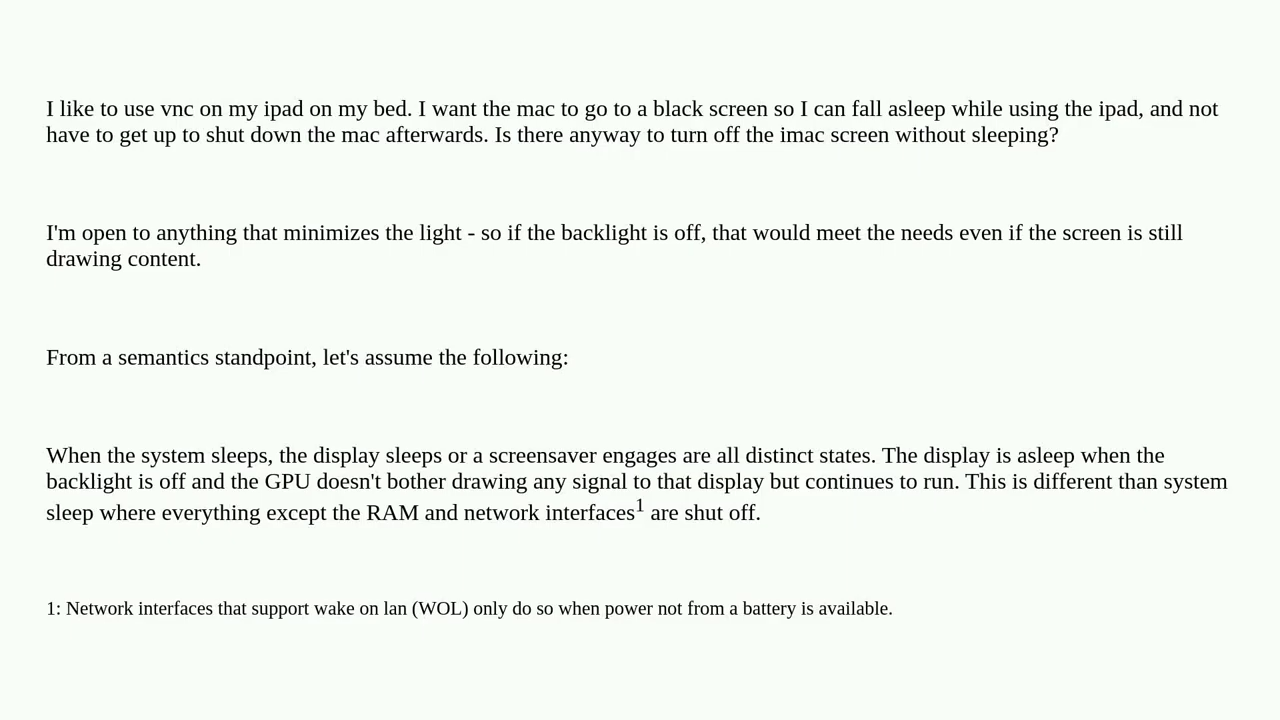 I like to use vnc on my ipad on my bed. I want the mac to go to a black screen so I can fall asleep while using the ipad, and not
have to get up to shut down the mac afterwards. Is there anyway to turn off the imac screen without sleeping?
I'm open to anything that minimizes the light - so if the backlight is off, that would meet the needs even if the screen is still
drawing content.
From a semantics standpoint, let's assume the following:
When the system sleeps, the display sleeps or a screensaver engages are all distinct states. The display is asleep when the
backlight is off and the GPU doesn't bother drawing any signal to that display but continues to run. This is different than system
sleep where everything except the RAM and network interfaces1 are shut off.
1: Network interfaces that support wake on lan (WOL) only do so when power not from a battery is available.